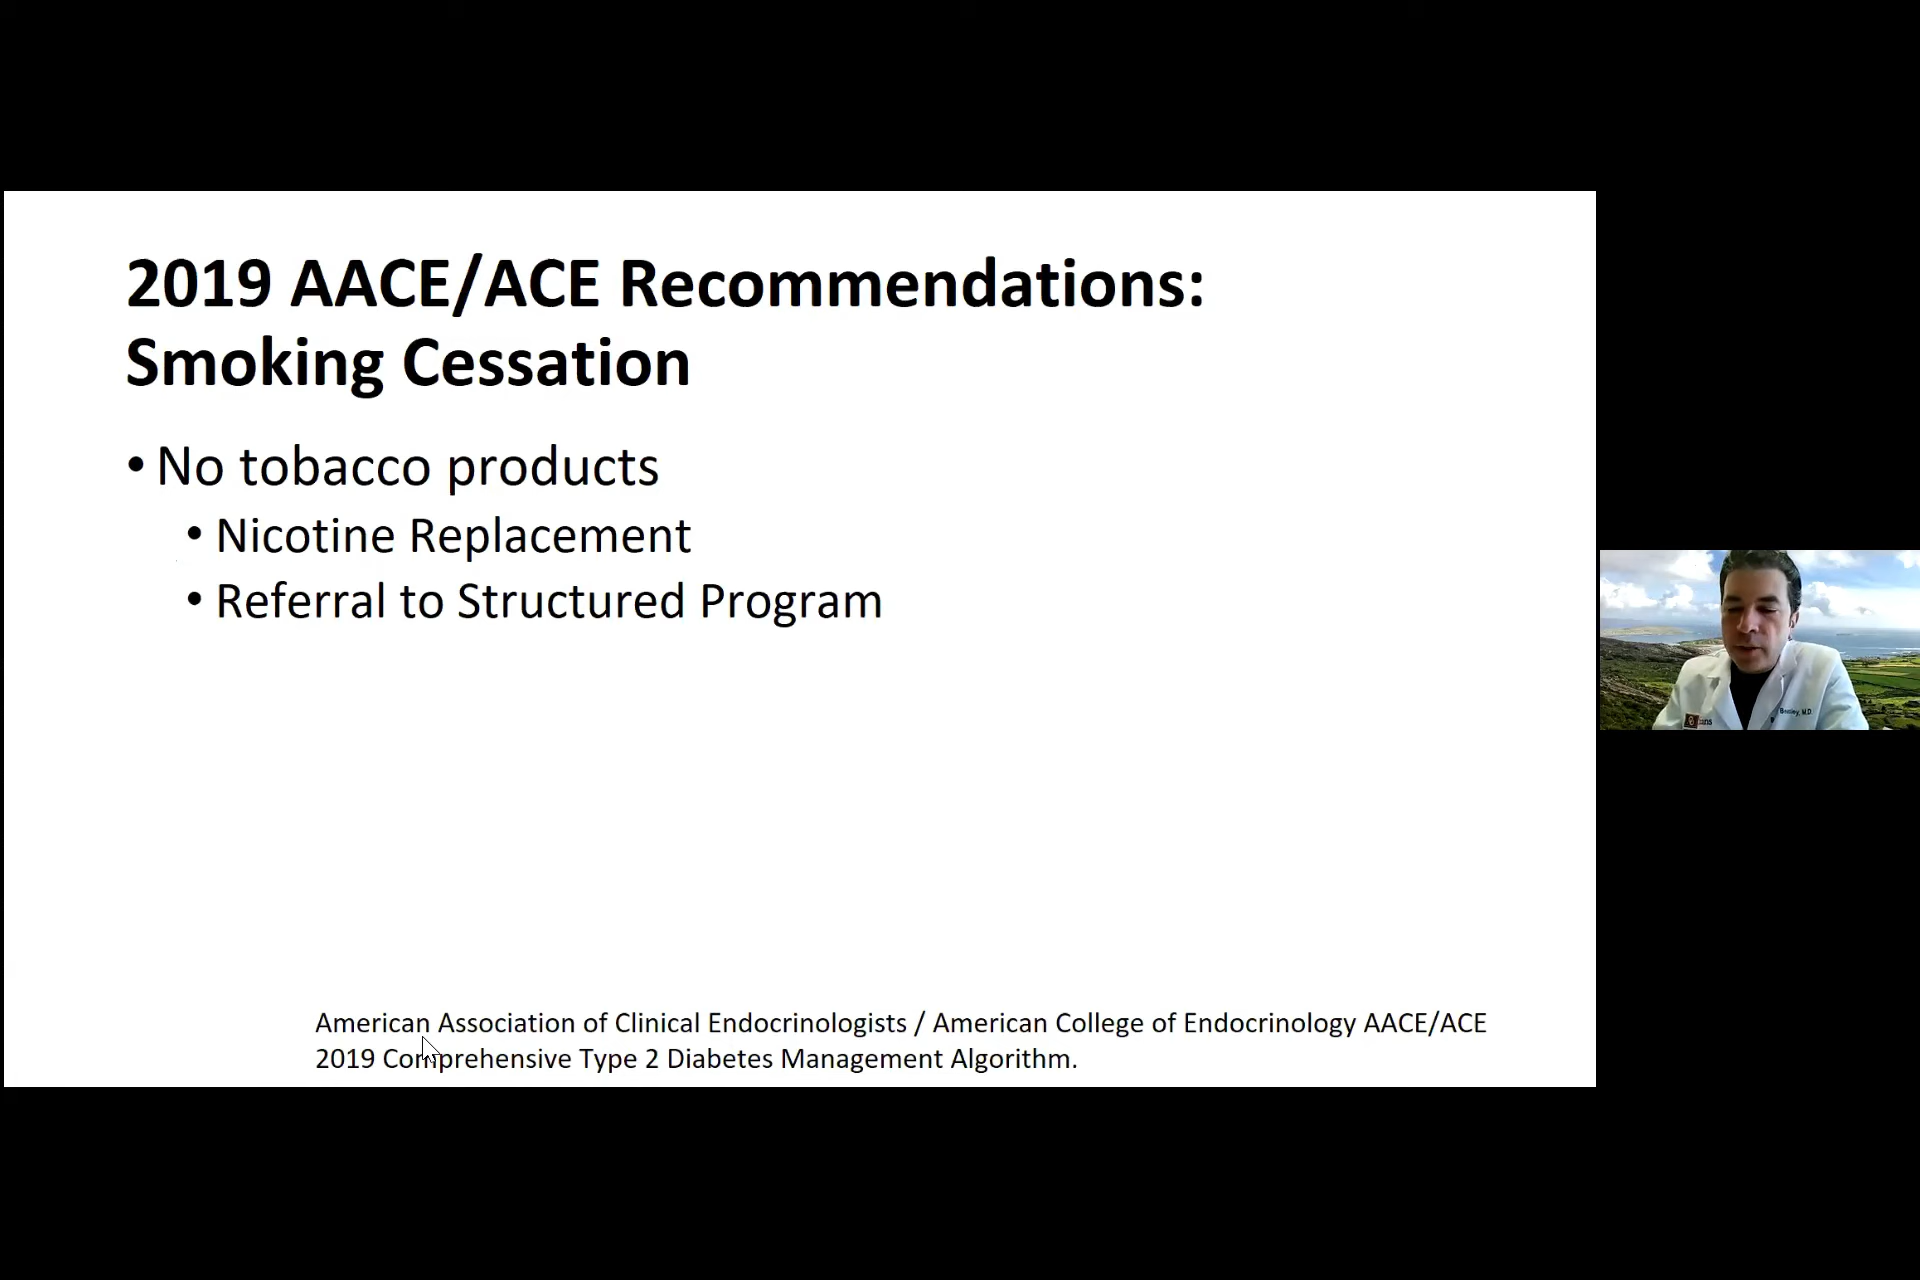 2019 AACE/ACE Recommendations:
Smoking Cessation
• No tobacco products
• Nicotine Replacement
• Referral to Structured Program
American Association of Clinical Endocrinologists / American College of Endocrinology AACE/ACE
2019 Comprehensive Type 2 Diabetes Management Algorithm.
M.D.